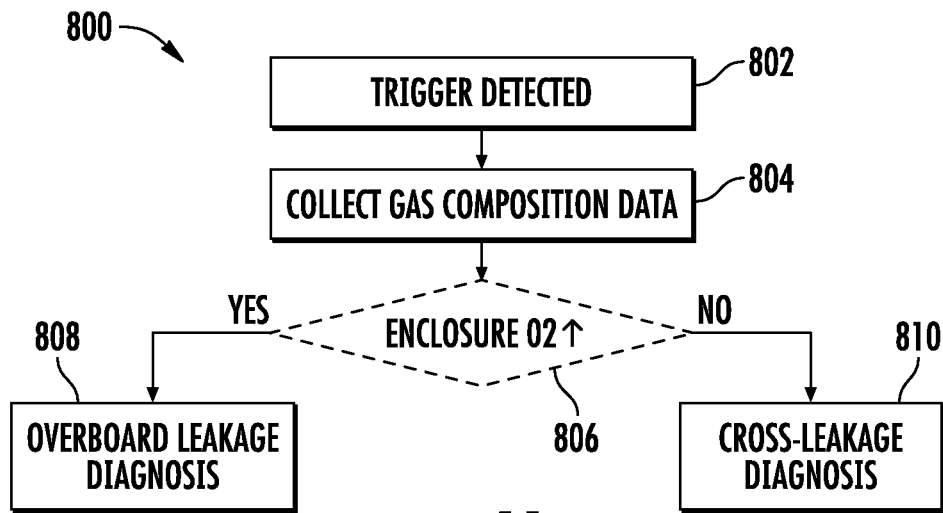 800
802
TRIGGER DETECTED
804
COLLECT GAS COMPOSITION DATA
YES
NO
808
ENCLOSURE 02↑
810
806
OVERBOARD LEAKAGE
DIAGNOSIS
CROSS-LEAKAGE
DIAGNOSIS